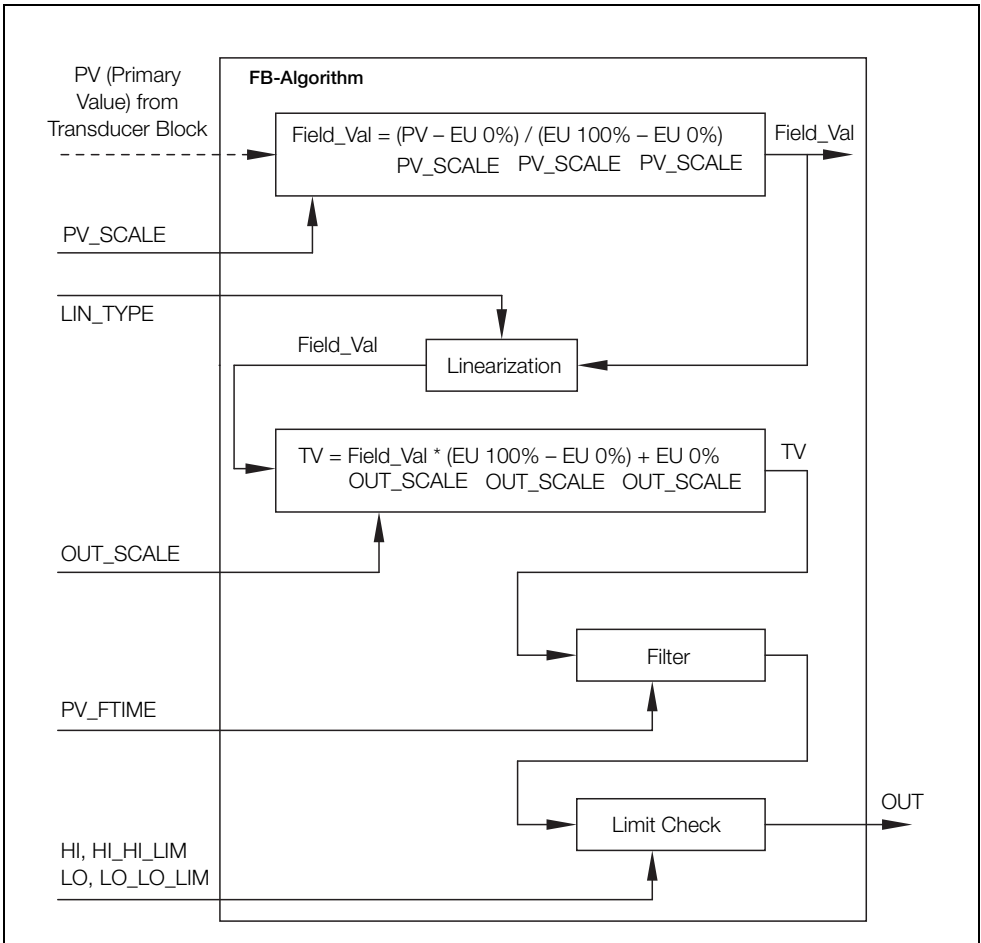 PV (Primary
Value) from
Transducer Block
FB-Algorithm
Field_Val = (PV – EU 0%) / (EU 100% – EU 0%)
PV_SCALE PV_SCALE PV_SCALE
Field_Val
PV_SCALE
LIN_TYPE
Field_Val
Linearization
TV = Field_Val * (EU 100% – EU 0%) + EU 0%
OUT_SCALE OUT_SCALE OUT_SCALE
TV
OUT_SCALE
Filter
PV_FTIME
Limit Check
OUT
HI, HI_HI_LIM
LO, LO_LO_LIM